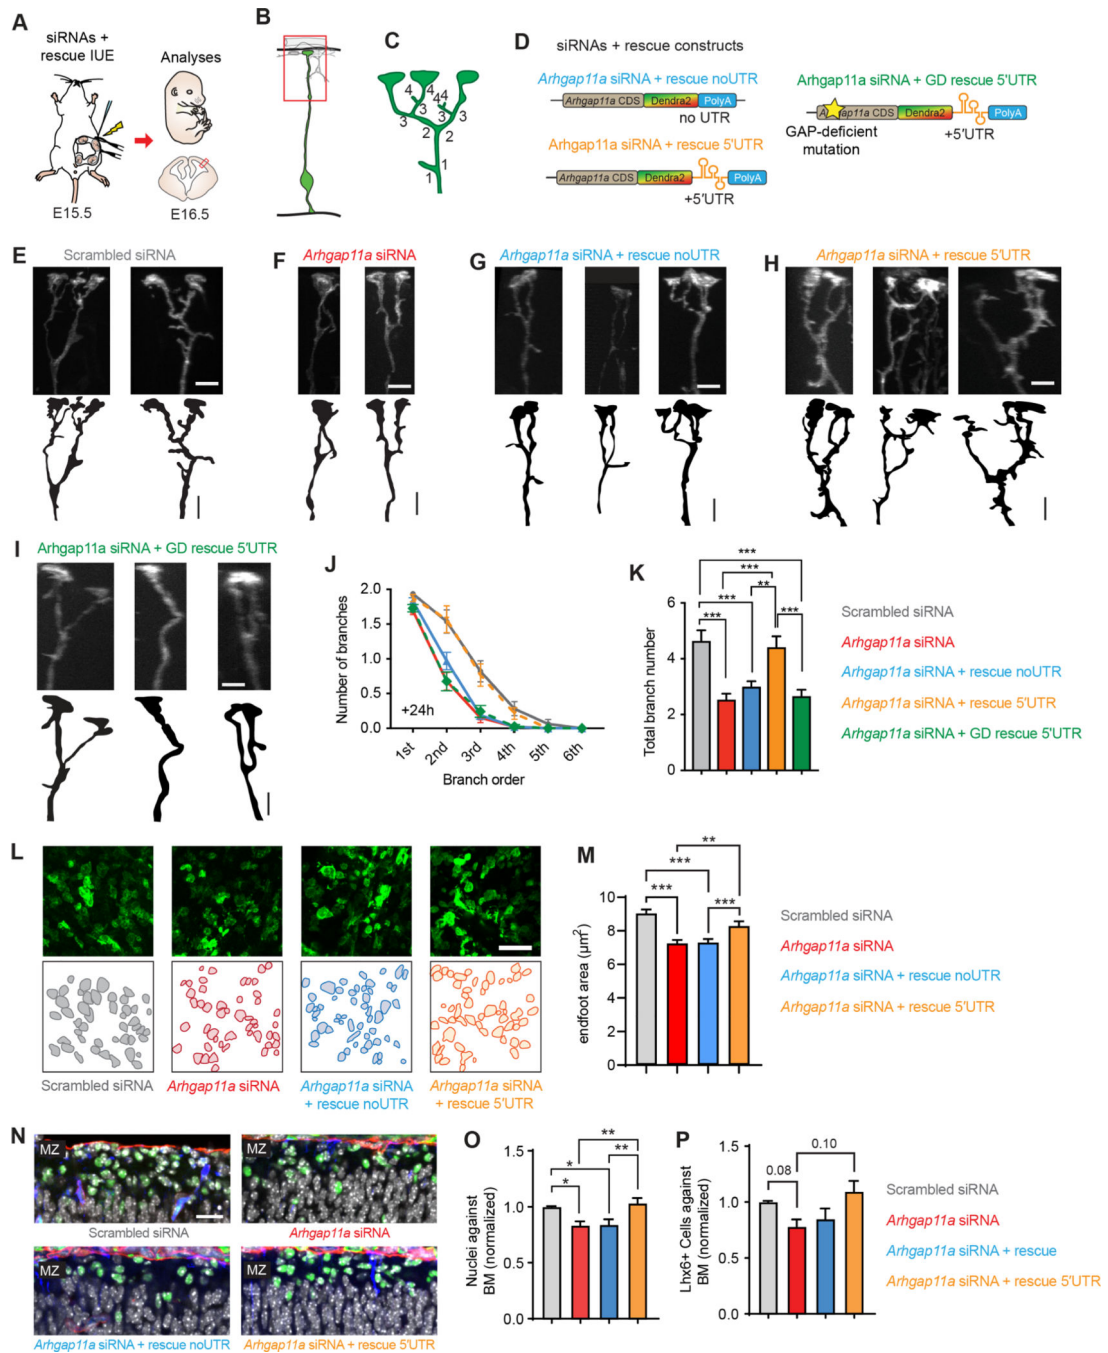 A
siRNAs +
rescue IUE
Analyses
E15.5
E16.5
B
C
4
4
4
4
3
3
3
2
2
1
1
D
siRNAs + rescue constructs
Arhgap11a siRNA + rescue noUTR
Arhgap11a CDS
Dendra2
PolyA
no UTR
Arhgap11a siRNA + rescue 5'UTR
Arhgap11a CDS
Dendra2
PolyA
+5'UTR
Arhgap11a siRNA + GD rescue 5'UTR
Arhgap11a CDS
Dendra2
PolyA
GAP-deficient
mutation
+5'UTR
E
Scrambled siRNA
F
Arhgap11a siRNA
G
Arhgap11a siRNA + rescue noUTR
H
Arhgap11a siRNA + rescue 5'UTR
I
Arhgap11a siRNA + GD rescue 5'UTR
J
Number of branches
2.0
1.5
1.0
0.5
0.0
+24h
1st
2nd
3rd
4th
5th
6th
Branch order
K
Total branch number
6
4
2
0
***
***
**
***
***
***
Scrambled siRNA
Arhgap11a siRNA
Arhgap11a siRNA + rescue noUTR
Arhgap11a siRNA + rescue 5'UTR
Arhgap11a siRNA + GD rescue 5'UTR
L
Scrambled siRNA
Arhgap11a siRNA
Arhgap11a siRNA
+ rescue noUTR
Arhgap11a siRNA
+ rescue 5'UTR
M
endfoot area (µm²)
10
8
6
4
2
0
**
***
***
***
Scrambled siRNA
Arhgap11a siRNA
Arhgap11a siRNA + rescue noUTR
Arhgap11a siRNA + rescue 5'UTR
N
MZ
Scrambled siRNA
MZ
Arhgap11a siRNA
MZ
Arhgap11a siRNA + rescue noUTR
MZ
Arhgap11a siRNA + rescue 5'UTR
O
Nuclei against
BM (normalized)
1.5
1.0
0.5
0.0
**
**
*
*
P
Lhx6+ Cells against
BM (normalized)
1.5
1.0
0.5
0.0
0.10
0.08
Scrambled siRNA
Arhgap11a siRNA
Arhgap11a siRNA + rescue
Arhgap11a siRNA + rescue 5'UTR